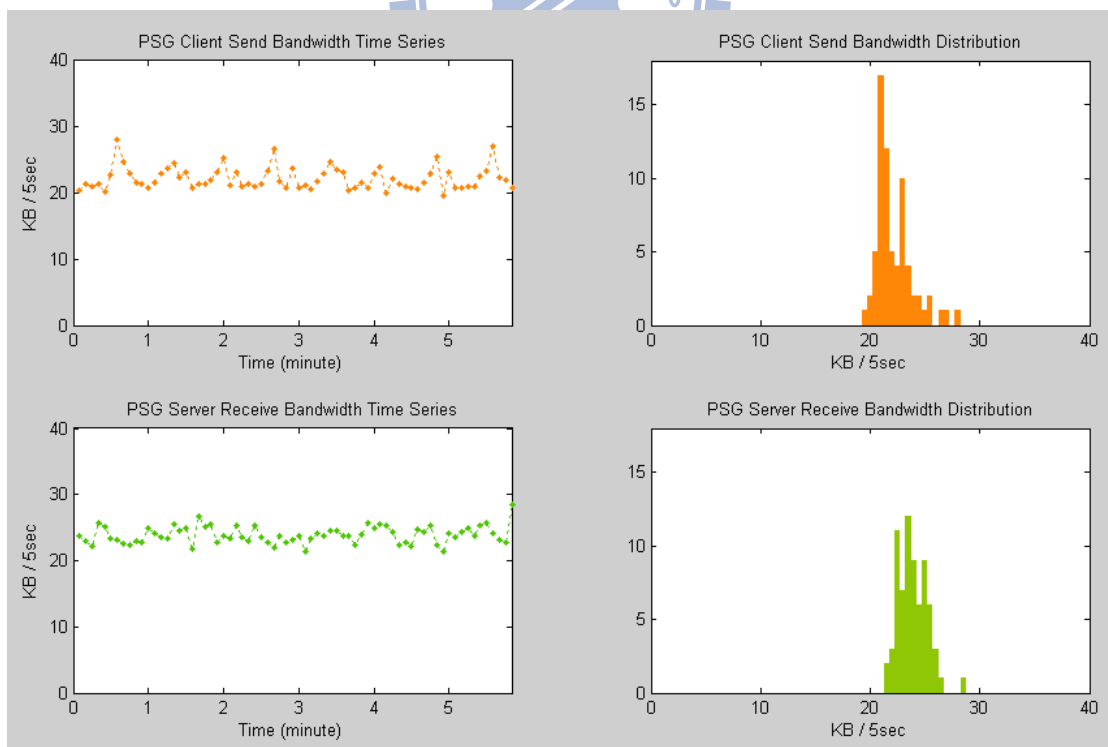 PSG Client Send Bandwidth Time Series
40
30
20
10
0
KB / 5sec
0 1 2 3 4 5
Time (minute)
PSG Client Send Bandwidth Distribution
15
10
5
0
0 10 20 30 40
KB / 5sec
PSG Server Receive Bandwidth Time Series
40
30
20
10
0
KB / 5sec
0 1 2 3 4 5
Time (minute)
PSG Server Receive Bandwidth Distribution
15
10
5
0
0 10 20 30 40
KB / 5sec